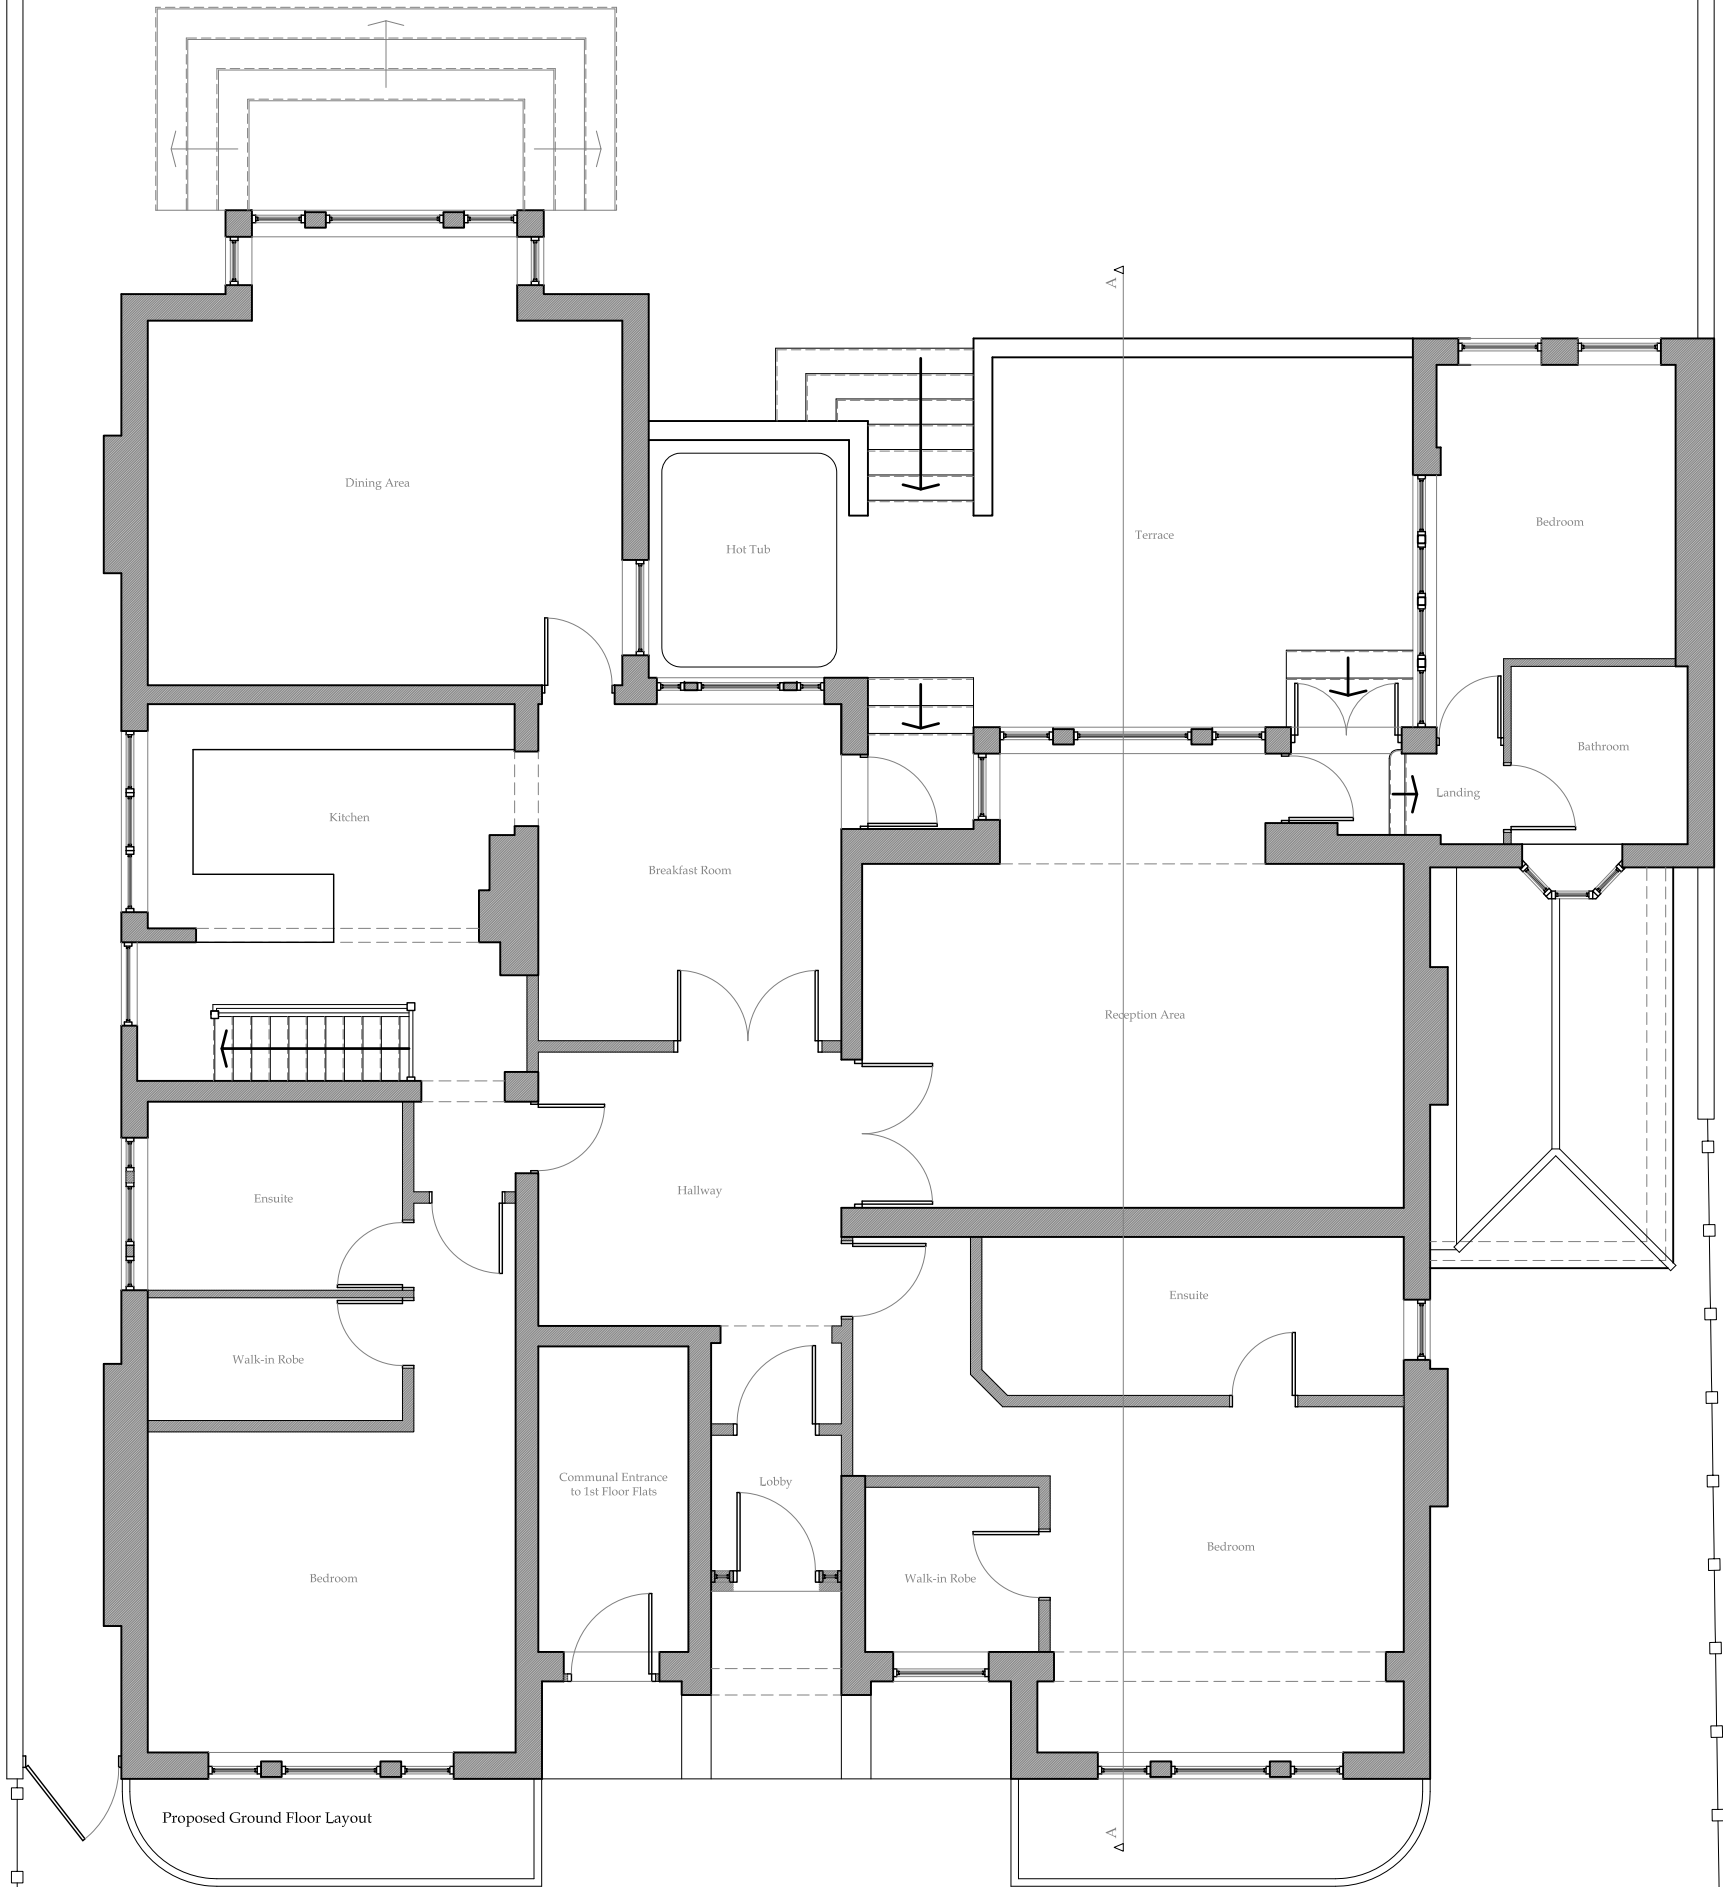 A
Dining Area
Bedroom
Terrace
Hot Tub
Bathroom
Landing
Kitchen
Breakfast Room
Reception Area
Hallway
Ensuite
Ensuite
Walk-in Robe
Communal Entrance
to 1st Floor Flats
Lobby
Bedroom
Bedroom
Walk-in Robe
Proposed Ground Floor Layout
A